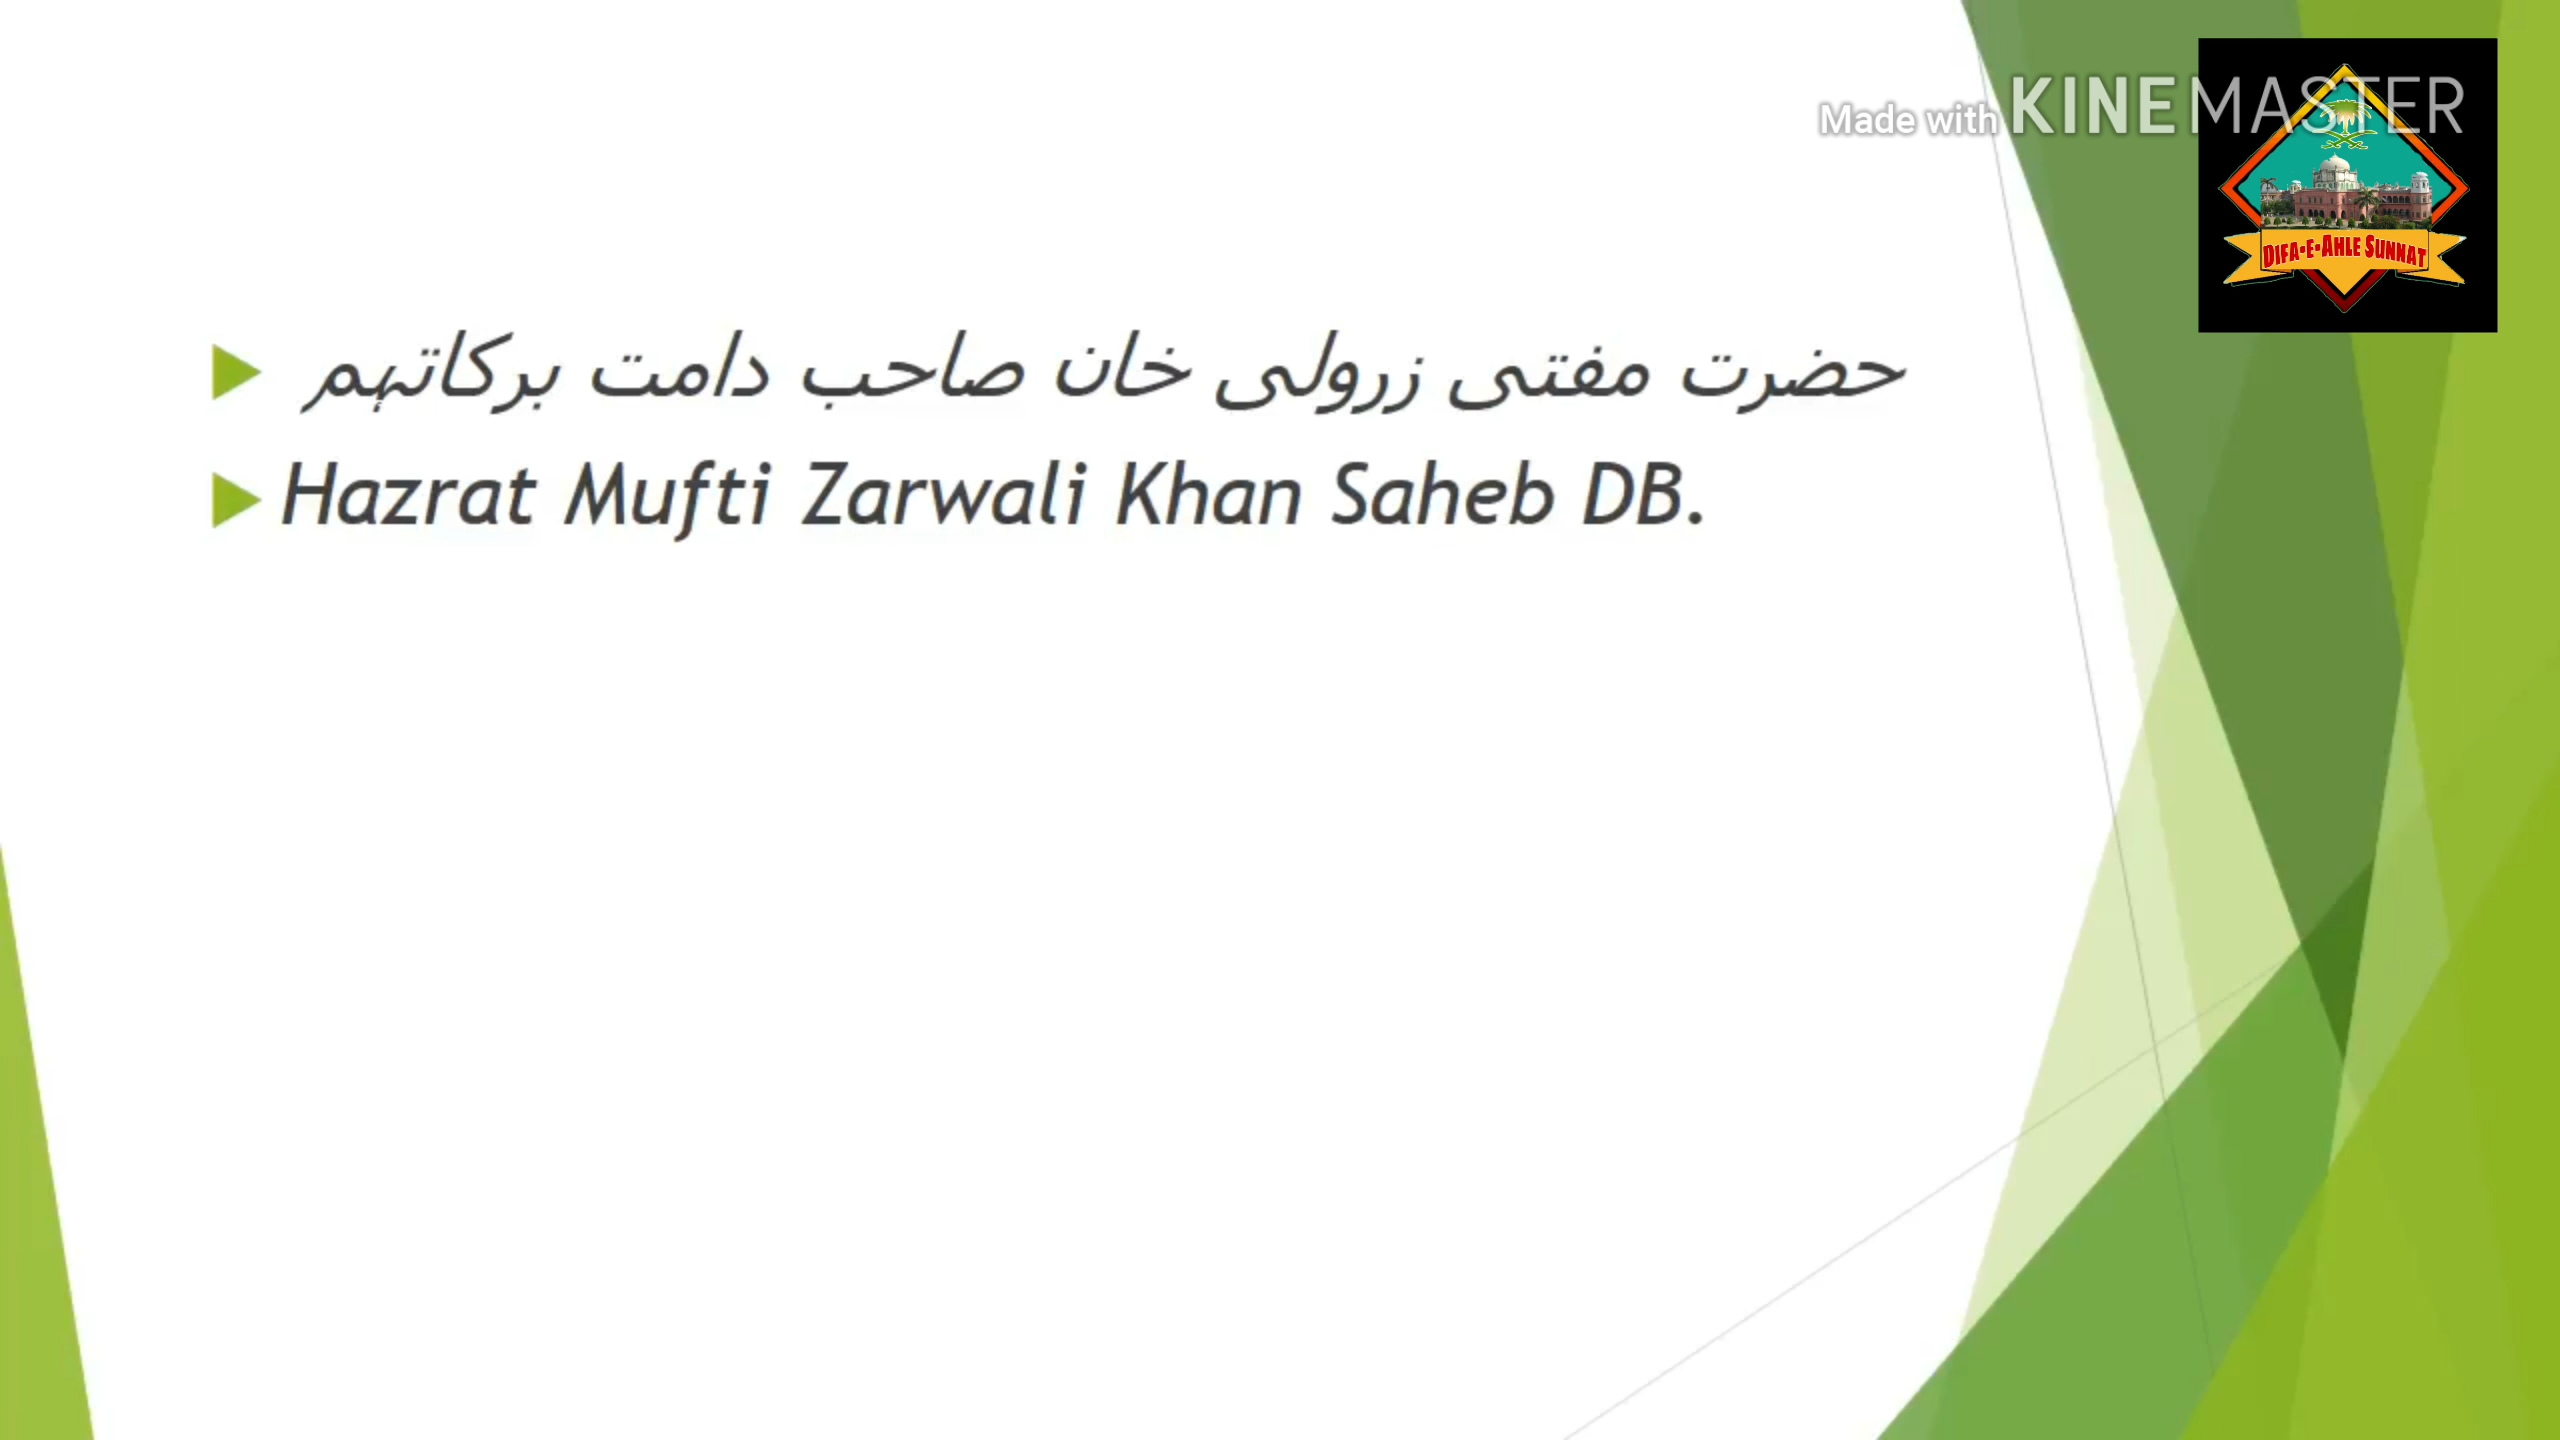 Made with KINEMASTER
DIFA-E-AHLE SUNNAT
حضرت مفتی زرولی خان صاحب دامت برکاتہم
Hazrat Mufti Zarwali Khan Saheb DB.